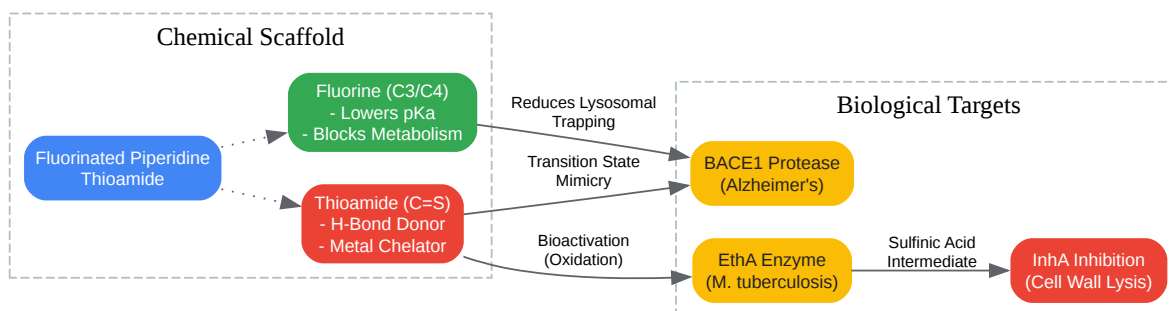 Chemical Scaffold
Fluorinated Piperidine
Thioamide
Fluorine (C3/C4)
- Lowers pKa
- Blocks Metabolism
Thioamide (C=S)
- H-Bond Donor
- Metal Chelator
Reduces Lysosomal
Trapping
Transition State
Mimicry
Bioactivation
(Oxidation)
Biological Targets
BACE1 Protease
(Alzheimer's)
EthA Enzyme
(M. tuberculosis)
Sulfinic Acid
Intermediate
InhA Inhibition
(Cell Wall Lysis)